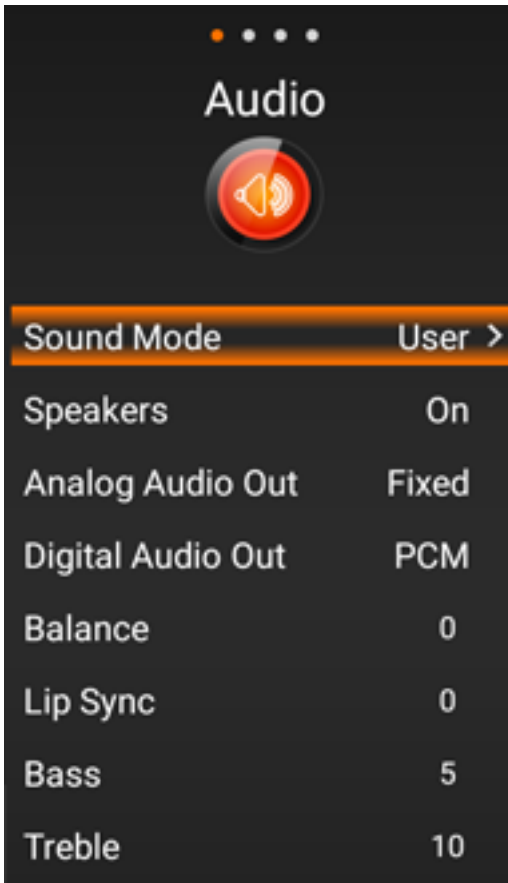 Audio
Sound Mode User >
Speakers On
Analog Audio Out Fixed
Digital Audio Out PCM
Balance 0
Lip Sync 0
Bass 5
Treble 10